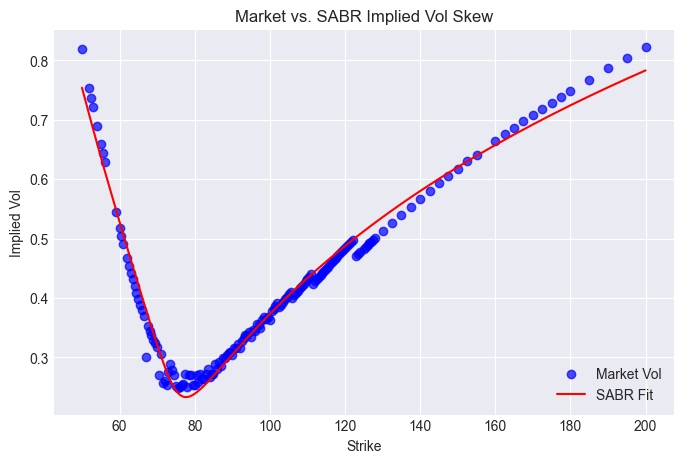 Market vs. SABR Implied Vol Skew
Implied Vol
0.8
0.7
0.6
0.5
0.4
0.3
60 80 100 120 140 160 180 200
Strike
Market Vol
SABR Fit